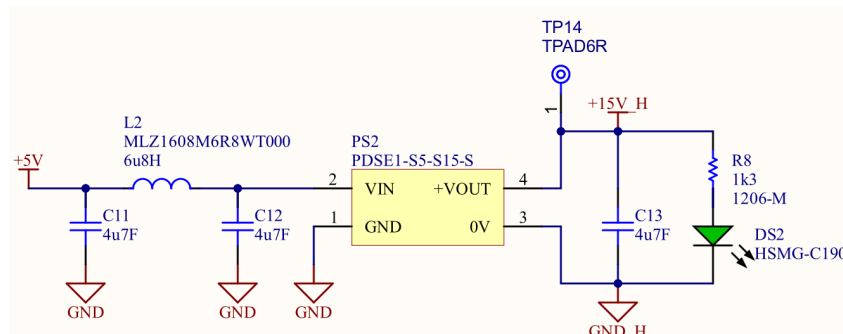 TP14
TPAD6R
1
+15V_H
L2
MLZ1608M6R8WT000
6u8H
+5V
PS2
PDSE1-S5-S15-S
2
VIN
+VOUT
4
1
GND
0V
3
C11
4u7F
C12
4u7F
C13
4u7F
R8
1k3
1206-M
DS2
HSMG-C190
GND
GND
GND
GND_H